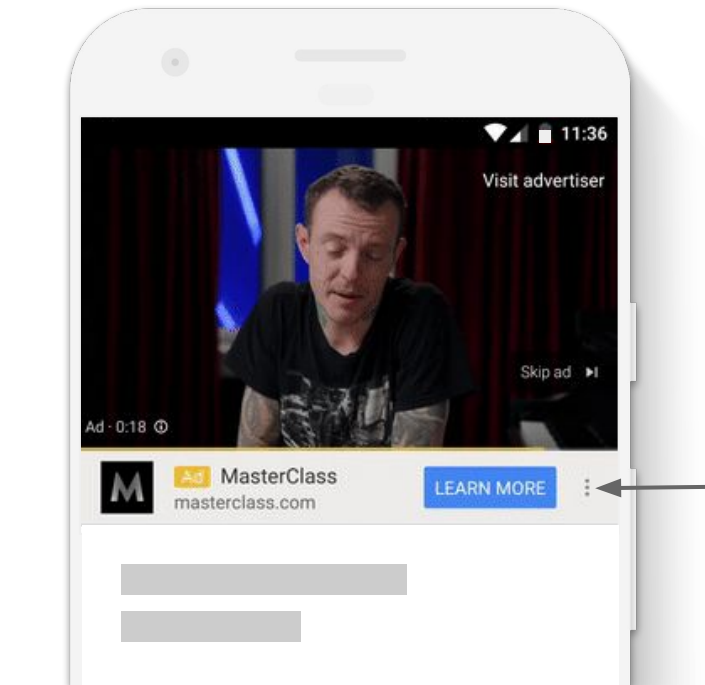 11:36
Visit advertiser
Skip ad
Ad · 0:18
M
Ad MasterClass
masterclass.com
LEARN MORE